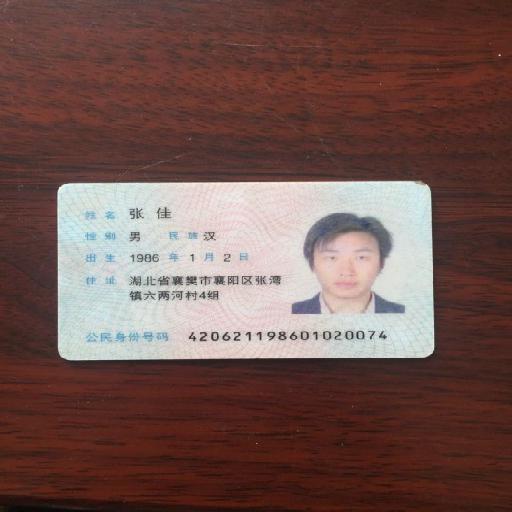 姓名 张佳
性别 男 民族 汉
出生 1986 年 1 月 2 日
住址 湖北省襄樊市襄阳区张湾
镇六两河村4组
公民身份号码 420621198601020074